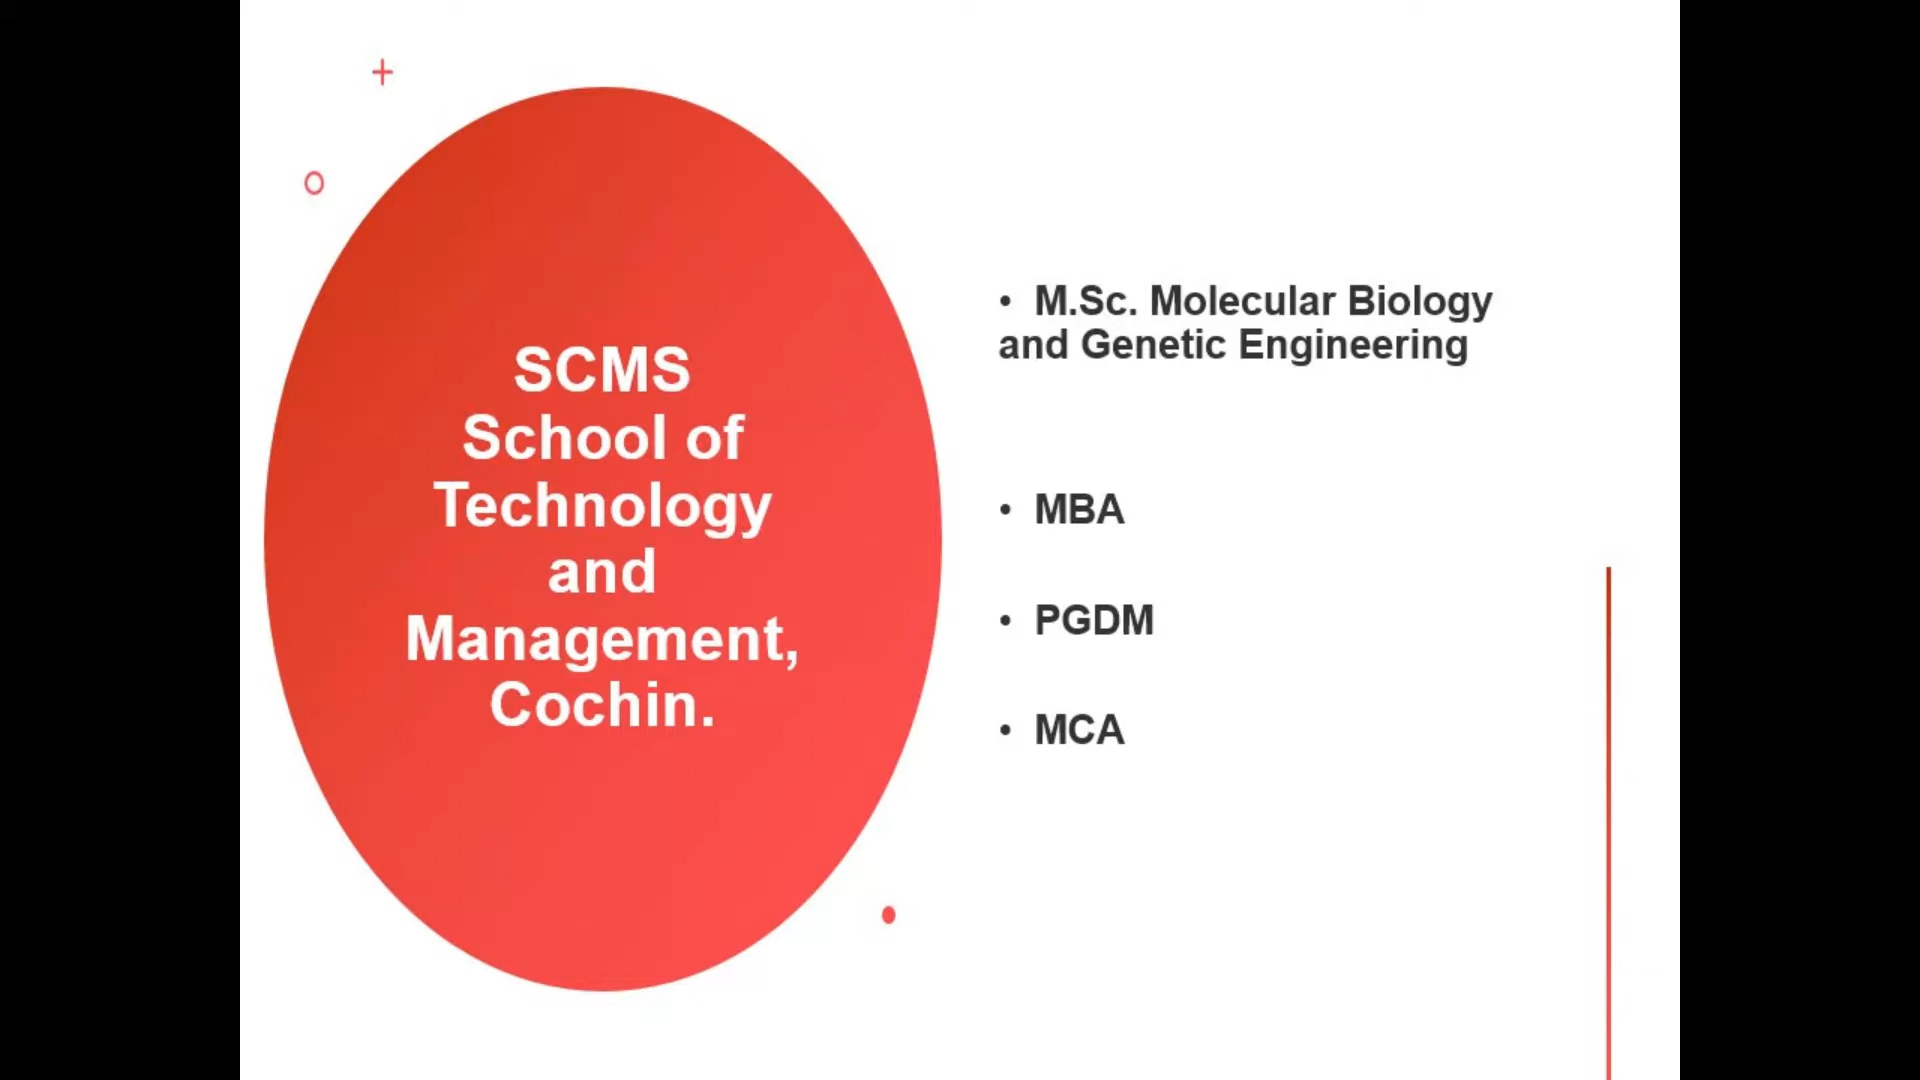 SCMS
School of
Technology
and
Management,
Cochin.
• M.Sc. Molecular Biology
and Genetic Engineering
• MBA
• PGDM
• MCA